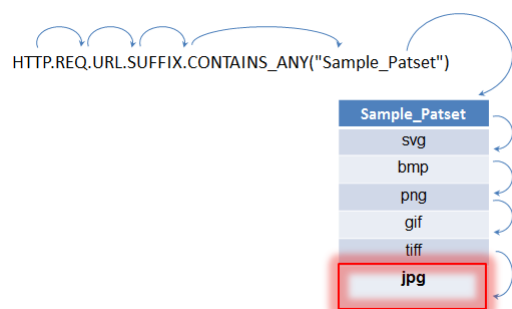 HTTP.REQ.URL.SUFFIX.CONTAINS_ANY("Sample_Patset")
Sample_Patset
svg
bmp
png
gif
tiff
jpg